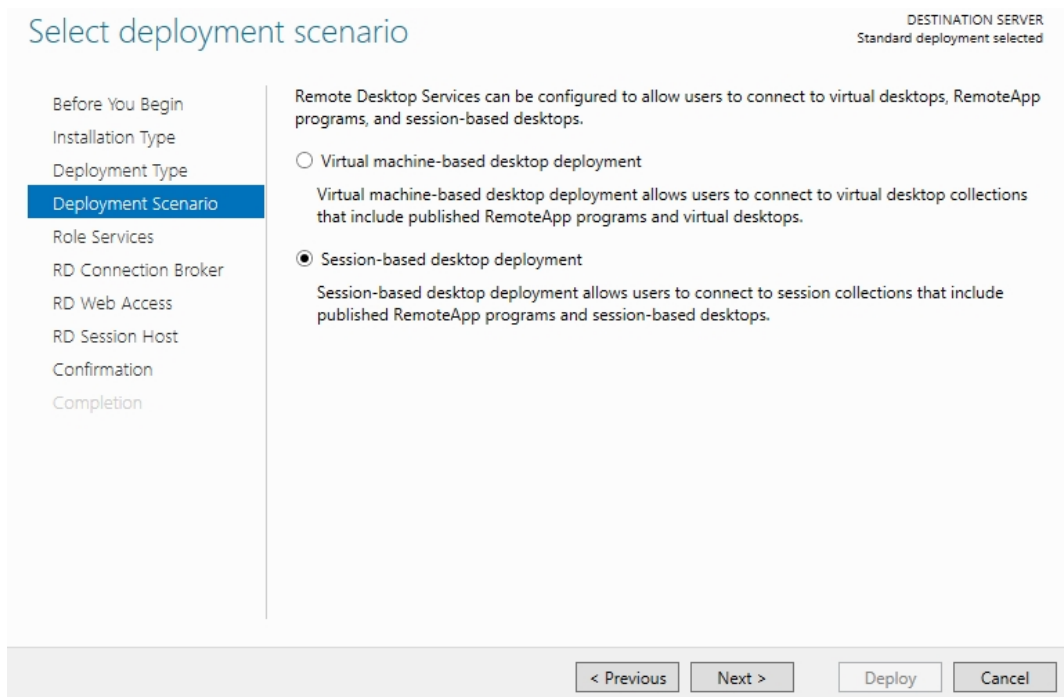 Select deployment scenario
DESTINATION SERVER
Standard deployment selected
Before You Begin
Installation Type
Deployment Type
Deployment Scenario
Role Services
RD Connection Broker
RD Web Access
RD Session Host
Confirmation
Completion
Remote Desktop Services can be configured to allow users to connect to virtual desktops, RemoteApp
programs, and session-based desktops.
Virtual machine-based desktop deployment
Virtual machine-based desktop deployment allows users to connect to virtual desktop collections
that include published RemoteApp programs and virtual desktops.
Session-based desktop deployment
Session-based desktop deployment allows users to connect to session collections that include
published RemoteApp programs and session-based desktops.
< Previous
Next >
Deploy
Cancel